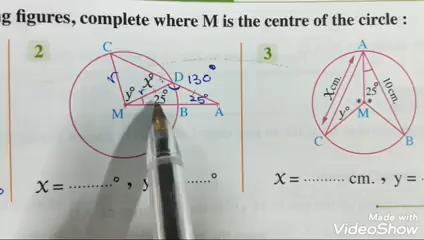 ng figures, complete where M is the centre of the circle :
2
C
r
x°
D
130°
y°
r
25°
25°
M
B
A
x = .......... ° , y ...... °
3
A
x cm.
25°
10 cm.
y°
M
C
B
x = .......... cm. , y =
Made with
VideoShow